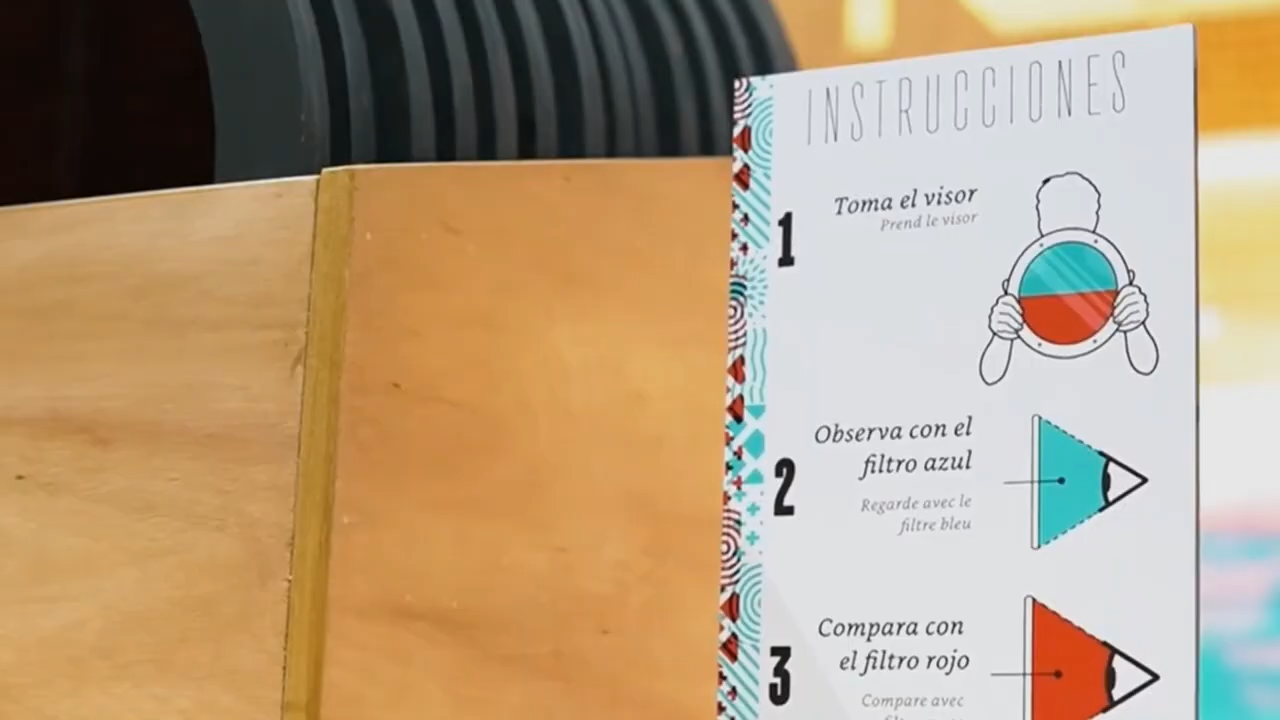 INSTRUCCIONES
1
Toma el visor
Prend le visor
2
Observa con el
filtro azul
Regarde avec le
filtre bleu
3
Compara con
el filtro rojo
Compare avec